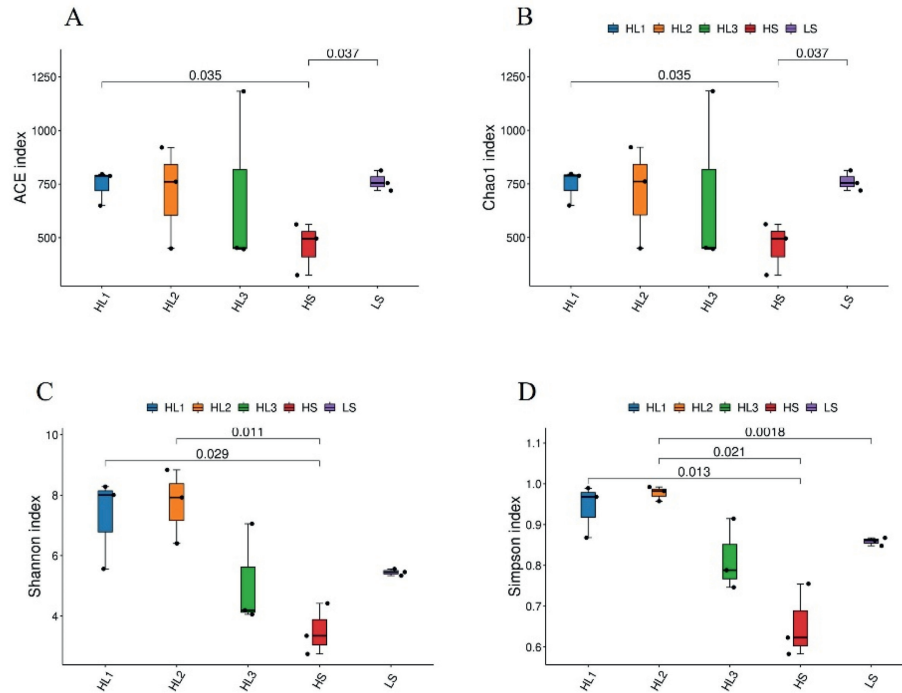 A
B
HL1 HL2 HL3 HS LS
0.037
0.035
1250
1000
750
500
ACE index
HL1 HL2 HL3 HS LS
0.037
0.035
1250
1000
750
500
Chao1 index
HL1 HL2 HL3 HS LS
C
D
HL1 HL2 HL3 HS LS
0.011
0.029
10
8
6
4
Shannon index
HL1 HL2 HL3 HS LS
HL1 HL2 HL3 HS LS
0.0018
0.021
0.013
1.1
1.0
0.9
0.8
0.7
0.6
Simpson index
HL1 HL2 HL3 HS LS